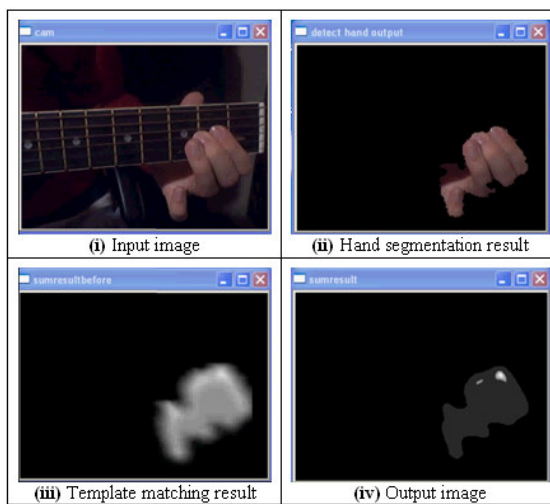 cam
detect hand output
(i) Input image
(ii) Hand segmentation result
sumresultbefore
sumresult
(iii) Template matching result
(iv) Output image